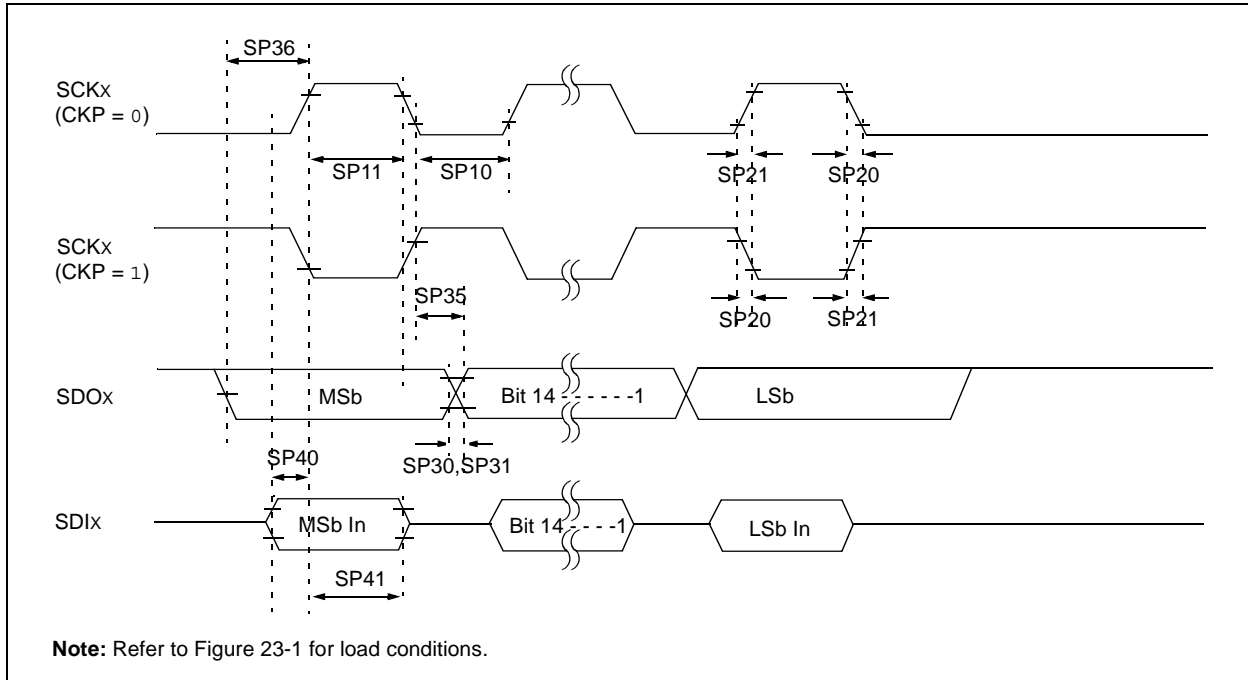 SP36
SCKx
(CKP = 0)
SP11
SP10
SP21
SP20
SCKx
(CKP = 1)
SP35
SP20
SP21
SDOx
MSb
Bit 14 - - - - - -1
LSb
SP40
SP30,SP31
SDIx
MSb In
Bit 14 - - - - -1
LSb In
SP41
Note: Refer to Figure 23-1 for load conditions.